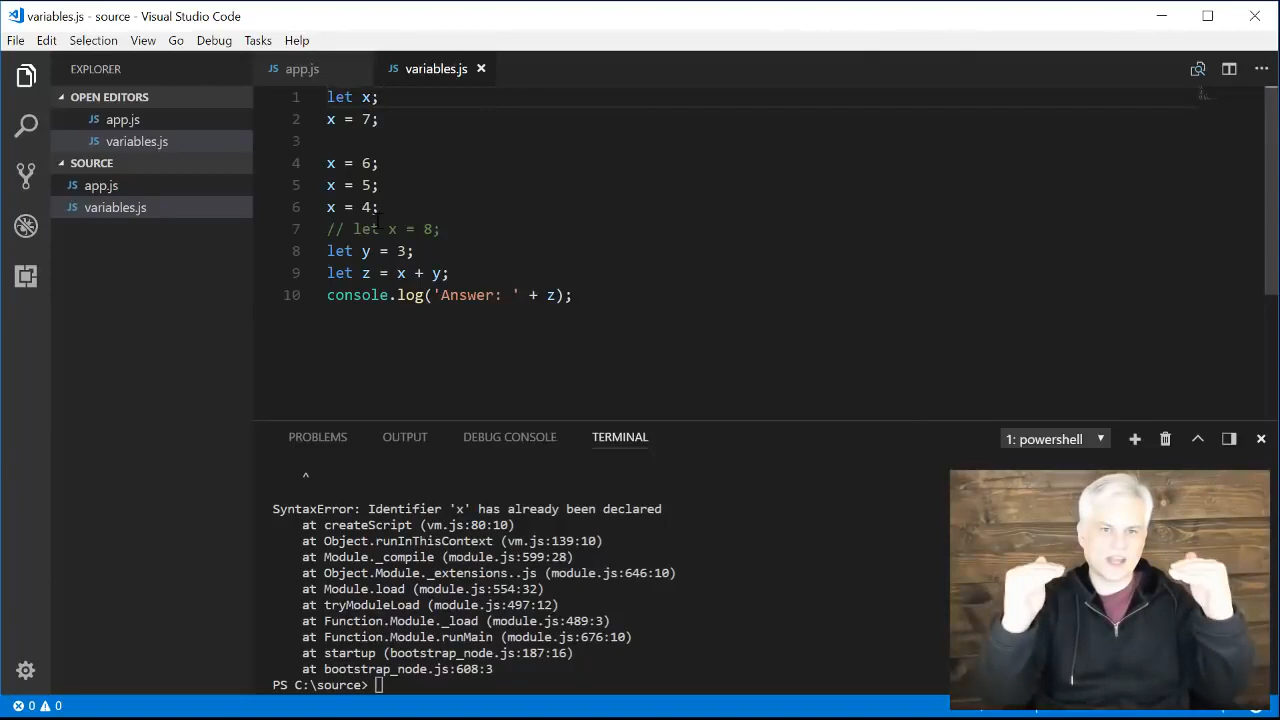 variables.js - source - Visual Studio Code
File Edit Selection View Go Debug Tasks Help
EXPLORER
JS app.js
JS variables.js
OPEN EDITORS
JS app.js
JS variables.js
SOURCE
JS app.js
JS variables.js
1 let x;
2 x = 7;
3
4 x = 6;
5 x = 5;
6 x = 4;
7 // let x = 8;
8 let y = 3;
9 let z = x + y;
10 console.log('Answer: ' + z);
PROBLEMS OUTPUT DEBUG CONSOLE TERMINAL
1: powershell
^
SyntaxError: Identifier 'x' has already been declared
at createScript (vm.js:80:10)
at Object.runInThisContext (vm.js:139:10)
at Module._compile (module.js:599:28)
at Object.Module._extensions..js (module.js:646:10)
at Module.load (module.js:554:32)
at tryModuleLoad (module.js:497:12)
at Function.Module._load (module.js:489:3)
at Function.Module.runMain (module.js:676:10)
at startup (bootstrap_node.js:187:16)
at bootstrap_node.js:608:3
PS C:\source>
0 0